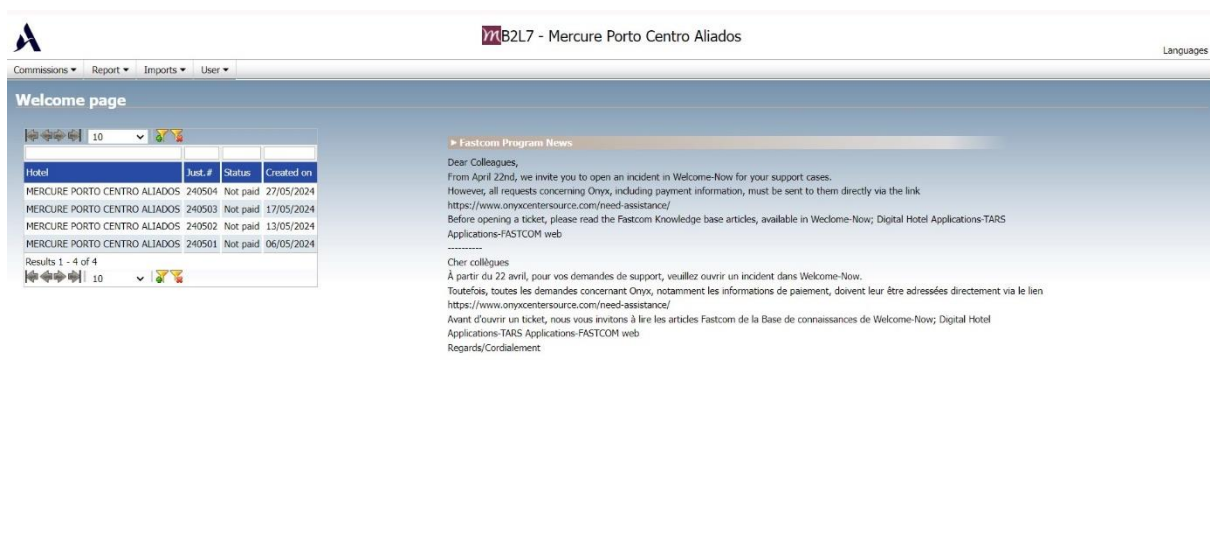 mB2L7 - Mercure Porto Centro Aliados
Languages
Commissions Report Imports User
Welcome page
10
Hotel Just.# Status Created on
MERCURE PORTO CENTRO ALIADOS 240504 Not paid 27/05/2024
MERCURE PORTO CENTRO ALIADOS 240503 Not paid 17/05/2024
MERCURE PORTO CENTRO ALIADOS 240502 Not paid 13/05/2024
MERCURE PORTO CENTRO ALIADOS 240501 Not paid 06/05/2024
Results 1 - 4 of 4
10
Fastcom Program News
Dear Colleagues,
From April 22nd, we invite you to open an incident in Welcome-Now for your support cases.
However, all requests concerning Onyx, including payment information, must be sent to them directly via the link
https://www.onyxcentersource.com/need-assistance/
Before opening a ticket, please read the Fastcom Knowledge base articles, available in Weclome-Now; Digital Hotel Applications-TARS
Applications-FASTCOM web
----------
Cher collègues
À partir du 22 avril, pour vos demandes de support, veuillez ouvrir un incident dans Welcome-Now.
Toutefois, toutes les demandes concernant Onyx, notamment les informations de paiement, doivent leur être adressées directement via le lien
https://www.onyxcentersource.com/need-assistance/
Avant d'ouvrir un ticket, nous vous invitons à lire les articles Fastcom de la Base de connaissances de Welcome-Now; Digital Hotel
Applications-TARS Applications-FASTCOM web
Regards/Cordialement